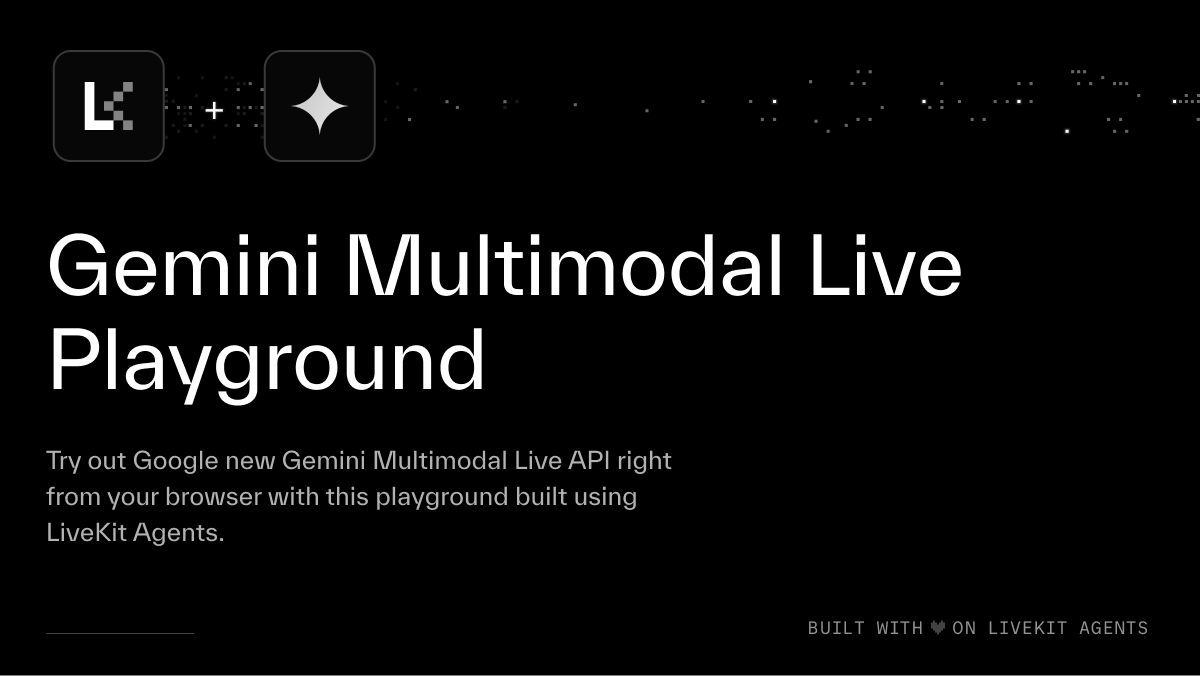 LK
+
Gemini Multimodal Live
Playground
Try out Google new Gemini Multimodal Live API right
from your browser with this playground built using
LiveKit Agents.
BUILT WITH ♥ ON LIVEKIT AGENTS